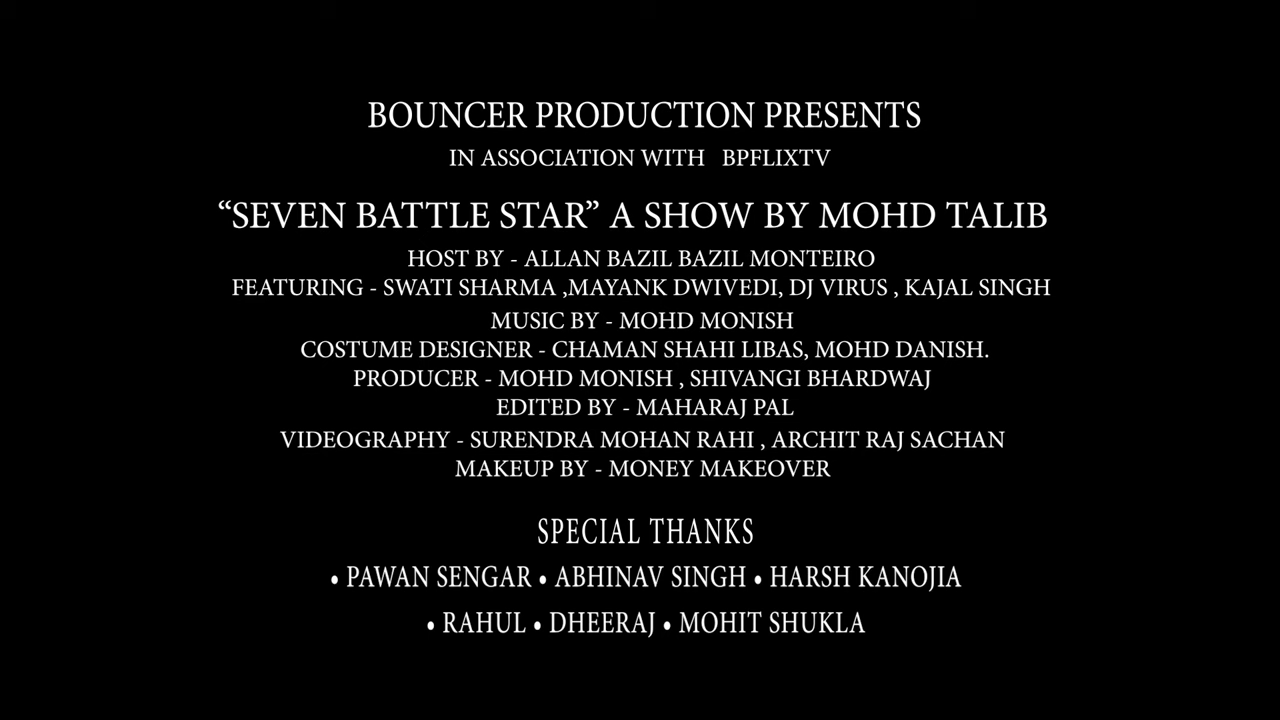 BOUNCER PRODUCTION PRESENTS
IN ASSOCIATION WITH BPFLIXTV
“SEVEN BATTLE STAR” A SHOW BY MOHD TALIB
HOST BY - ALLAN BAZIL BAZIL MONTEIRO
FEATURING - SWATI SHARMA ,MAYANK DWIVEDI, DJ VIRUS , KAJAL SINGH
MUSIC BY - MOHD MONISH
COSTUME DESIGNER - CHAMAN SHAHI LIBAS, MOHD DANISH.
PRODUCER - MOHD MONISH , SHIVANGI BHARDWAJ
EDITED BY - MAHARAJ PAL
VIDEOGRAPHY - SURENDRA MOHAN RAHI , ARCHIT RAJ SACHAN
MAKEUP BY - MONEY MAKEOVER
SPECIAL THANKS
• PAWAN SENGAR • ABHINAV SINGH • HARSH KANOJIA
• RAHUL • DHEERAJ • MOHIT SHUKLA